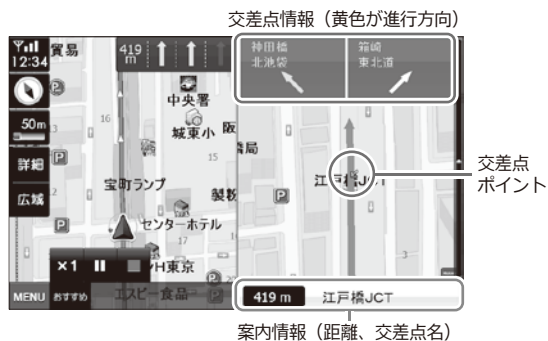 交差点情報（黄色が進行方向）
12:34
貿易
419
m
神田橋
北池袋
箱崎
東北道
中央署
50m
16
城東小
阪
15
詳細
P
宝町ランプ
広域
製粉
P
江戸橋JCT
交差点
ポイント
センターホテル
17
×1
H東京
3
MENU
おすすめ
エスビー食品
P
419 m
江戸橋JCT
案内情報（距離、交差点名）